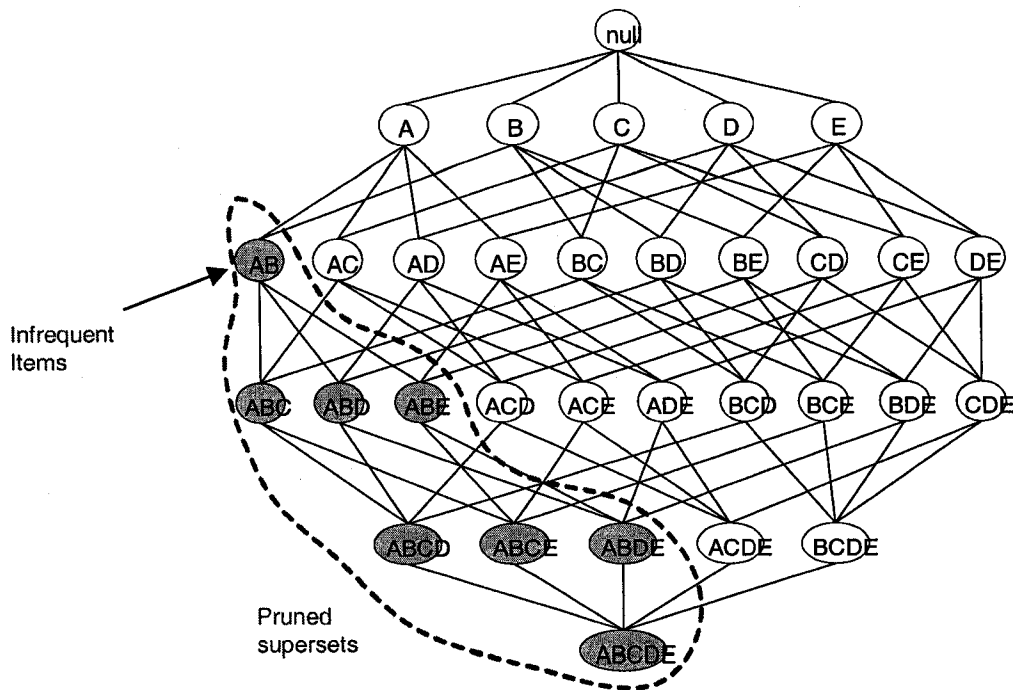 null
A B C D E
AB AC AD AE BC BD BE CD CE DE
Infrequent
Items
ABC ABD ABE ACD ACE ADE BCD BCE BDE CDE
ABCD ABCE ABDE ACDE BCDE
Pruned
supersets
ABCDE